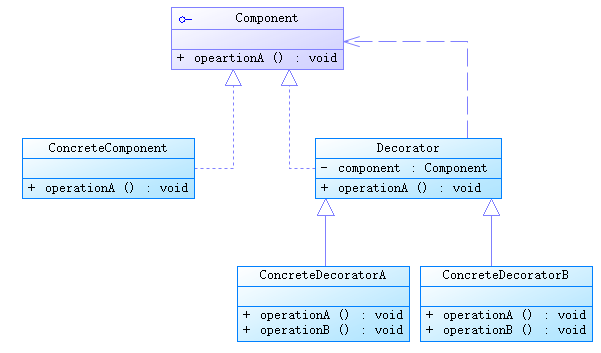 Component
+ opeartionA () : void
ConcreteComponent
+ operationA () : void
Decorator
- component : Component
+ operationA () : void
ConcreteDecoratorA
+ operationA () : void
+ operationB () : void
ConcreteDecoratorB
+ operationA () : void
+ operationB () : void